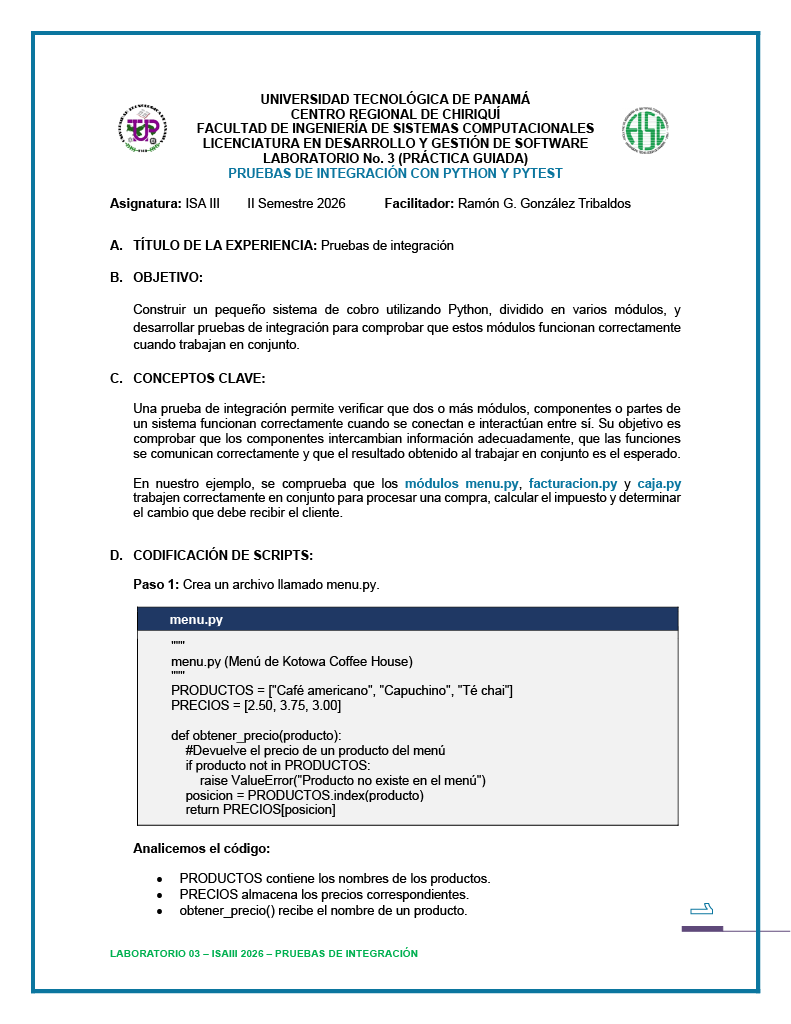 UNIVERSIDAD TECNOLÓGICA DE PANAMÁ
CENTRO REGIONAL DE CHIRIQUÍ
FACULTAD DE INGENIERÍA DE SISTEMAS COMPUTACIONALES
LICENCIATURA EN DESARROLLO Y GESTIÓN DE SOFTWARE
LABORATORIO No. 3 (PRÁCTICA GUIADA)
PRUEBAS DE INTEGRACIÓN CON PYTHON Y PYTEST
UTP
FISC
Asignatura: ISA III II Semestre 2026 Facilitador: Ramón G. González Tribaldos
A. TÍTULO DE LA EXPERIENCIA: Pruebas de integración
B. OBJETIVO:
Construir un pequeño sistema de cobro utilizando Python, dividido en varios módulos, y
desarrollar pruebas de integración para comprobar que estos módulos funcionan correctamente
cuando trabajan en conjunto.
C. CONCEPTOS CLAVE:
Una prueba de integración permite verificar que dos o más módulos, componentes o partes de
un sistema funcionan correctamente cuando se conectan e interactúan entre sí. Su objetivo es
comprobar que los componentes intercambian información adecuadamente, que las funciones
se comunican correctamente y que el resultado obtenido al trabajar en conjunto es el esperado.
En nuestro ejemplo, se comprueba que los módulos menu.py, facturacion.py y caja.py
trabajen correctamente en conjunto para procesar una compra, calcular el impuesto y determinar
el cambio que debe recibir el cliente.
D. CODIFICACIÓN DE SCRIPTS:
Paso 1: Crea un archivo llamado menu.py.
menu.py
"""
menu.py (Menú de Kotowa Coffee House)
"""
PRODUCTOS = ["Café americano", "Capuchino", "Té chai"]
PRECIOS = [2.50, 3.75, 3.00]
def obtener_precio(producto):
#Devuelve el precio de un producto del menú
if producto not in PRODUCTOS:
raise ValueError("Producto no existe en el menú")
posicion = PRODUCTOS.index(producto)
return PRECIOS[posicion]
Analicemos el código:
• PRODUCTOS contiene los nombres de los productos.
• PRECIOS almacena los precios correspondientes.
• obtener_precio() recibe el nombre de un producto.
1
LABORATORIO 03 – ISAIII 2026 – PRUEBAS DE INTEGRACIÓN